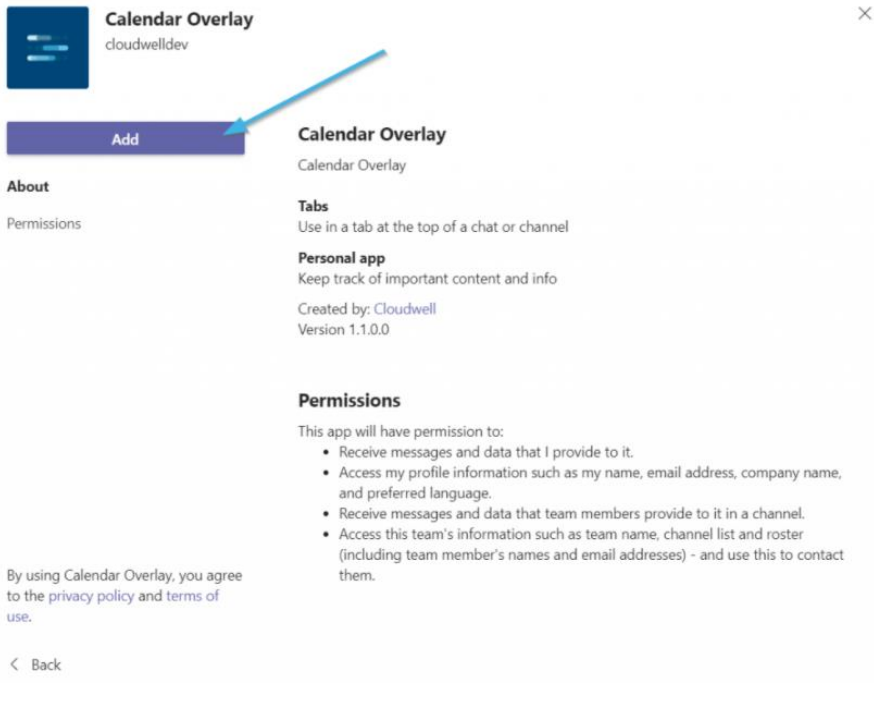 Calendar Overlay
cloudwelldev
Add
About
Permissions
By using Calendar Overlay, you agree
to the privacy policy and terms of
use.
< Back
Calendar Overlay
Calendar Overlay
Tabs
Use in a tab at the top of a chat or channel
Personal app
Keep track of important content and info
Created by: Cloudwell
Version 1.1.0.0
Permissions
This app will have permission to:
• Receive messages and data that I provide to it.
• Access my profile information such as my name, email address, company name,
and preferred language.
• Receive messages and data that team members provide to it in a channel.
• Access this team's information such as team name, channel list and roster
(including team member's names and email addresses) - and use this to contact
them.